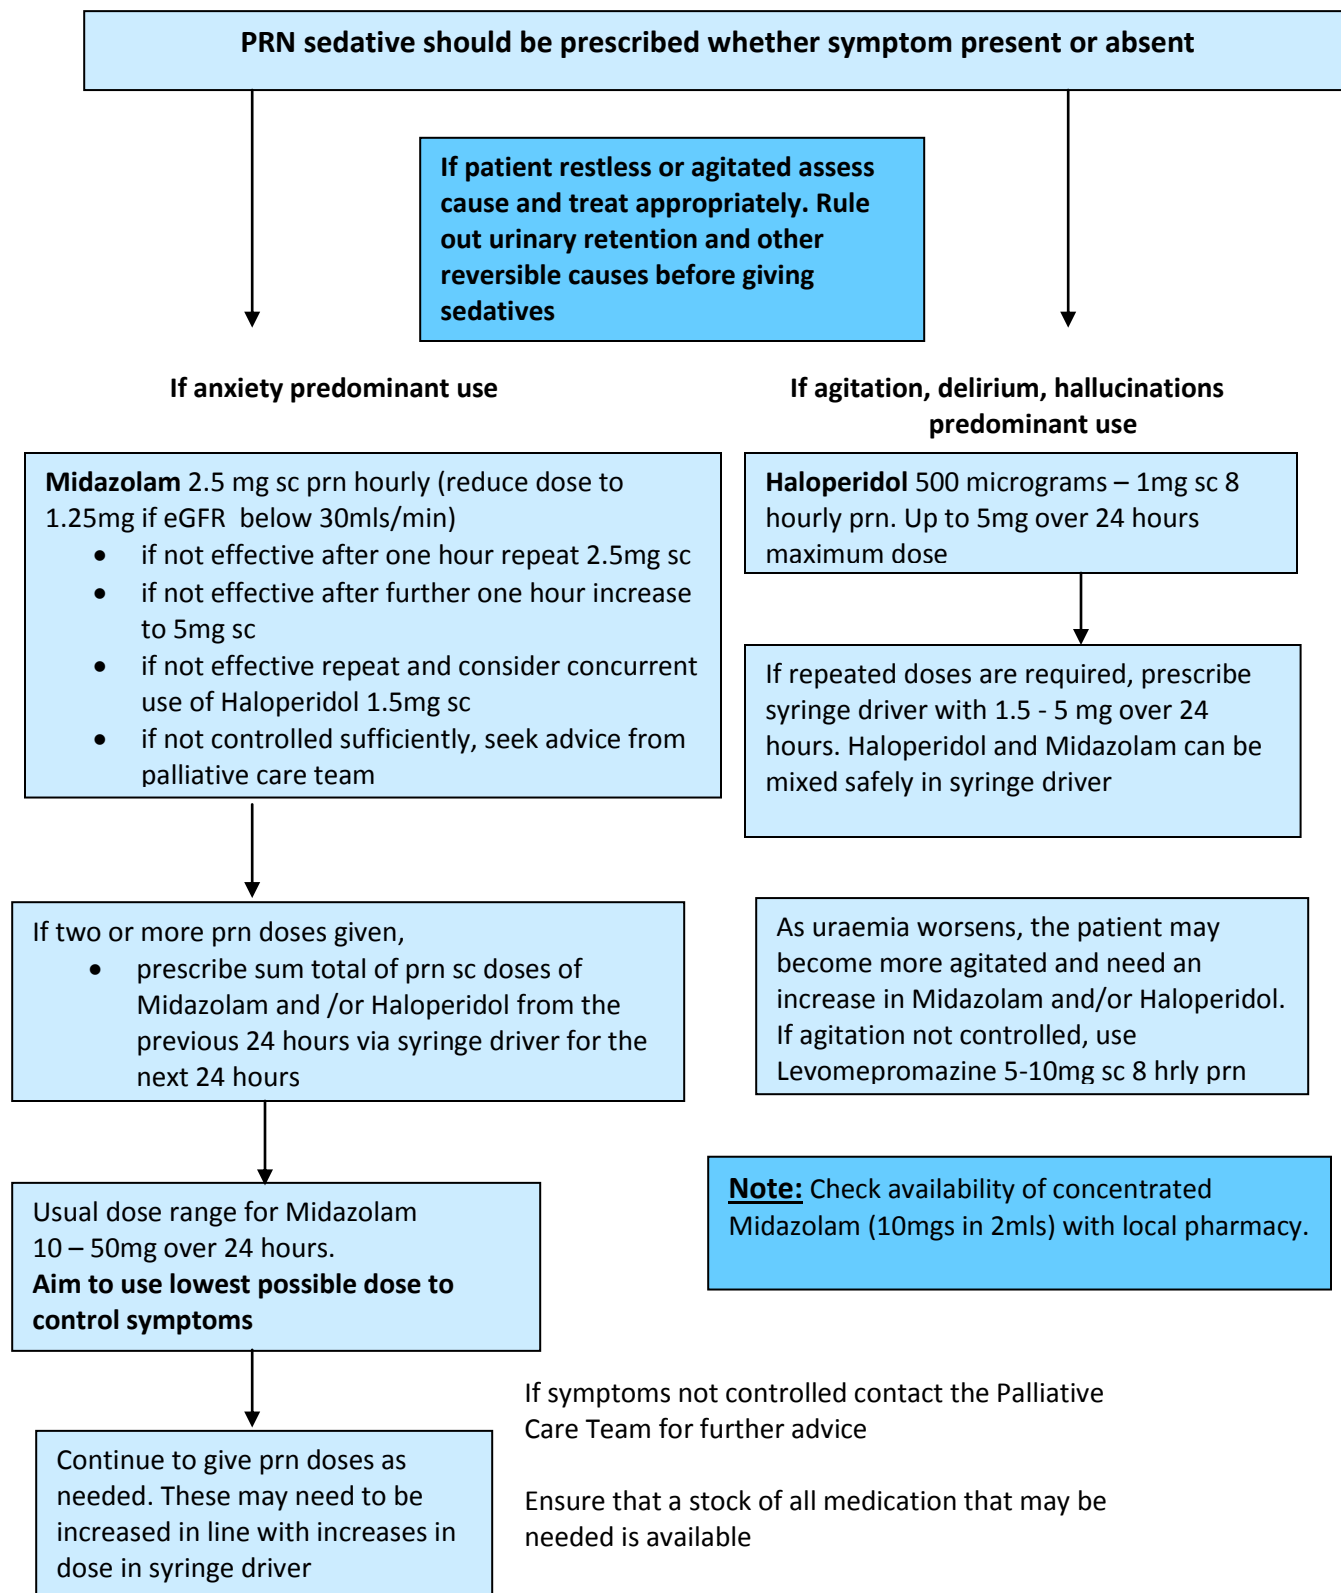 PRN sedative should be prescribed whether symptom present or absent
If patient restless or agitated assess
cause and treat appropriately. Rule
out urinary retention and other
reversible causes before giving
sedatives
If anxiety predominant use
Midazolam 2.5 mg sc prn hourly (reduce dose to
1.25mg if eGFR  below 30mls/min)
• if not effective after one hour repeat 2.5mg sc
• if not effective after further one hour increase
to 5mg sc
• if not effective repeat and consider concurrent
use of Haloperidol 1.5mg sc
• if not controlled sufficiently, seek advice from
palliative care team
If two or more prn doses given,
• prescribe sum total of prn sc doses of
Midazolam and /or Haloperidol from the
previous 24 hours via syringe driver for the
next 24 hours
Usual dose range for Midazolam
10 – 50mg over 24 hours.
Aim to use lowest possible dose to
control symptoms
Continue to give prn doses as
needed. These may need to be
increased in line with increases in
dose in syringe driver
If agitation, delirium, hallucinations
predominant use
Haloperidol 500 micrograms – 1mg sc 8
hourly prn. Up to 5mg over 24 hours
maximum dose
If repeated doses are required, prescribe
syringe driver with 1.5 - 5 mg over 24
hours. Haloperidol and Midazolam can be
mixed safely in syringe driver
As uraemia worsens, the patient may
become more agitated and need an
increase in Midazolam and/or Haloperidol.
If agitation not controlled, use
Levomepromazine 5-10mg sc 8 hrly prn
Note: Check availability of concentrated
Midazolam (10mgs in 2mls) with local pharmacy.
If symptoms not controlled contact the Palliative
Care Team for further advice
Ensure that a stock of all medication that may be
needed is available